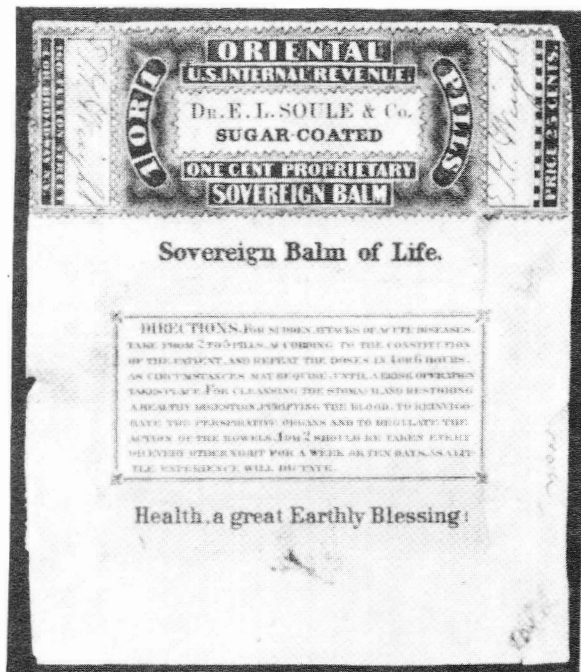 ORIENTAL
U.S. INTERNAL REVENUE.
1 OR 1
PILLS
DR. E. L. SOULE & Co.
SUGAR-COATED
ONE CENT PROPRIETARY
SOVEREIGN BALM
PRICE 25 CENTS.
Sovereign Balm of Life.
DIRECTIONS. FOR SUDDEN ATTACKS OF ACUTE DISEASES
TAKE FROM 2 TO 5 PILLS, ACCORDING TO THE CONSTITUTION
OF THE PATIENT, AND REPEAT THE DOSES IN 4 OR 6 HOURS,
AS CIRCUMSTANCES MAY REQUIRE, UNTIL A BRISK OPERATION
TAKES PLACE. FOR CLEANSING THE STOMACH, AND RESTORING
A HEALTHY DIGESTION, PURIFYING THE BLOOD, TO REINVIGO
RATE THE PERSPIRATIVE ORGANS AND TO REGULATE THE
ACTION OF THE BOWELS, 1 OR 2 SHOULD BE TAKEN EVERY
OR EVERY OTHER NIGHT FOR A WEEK OR TEN DAYS, AS A LIT
TLE EXPERIENCE WILL DICTATE.
Health, a great Earthly Blessing!